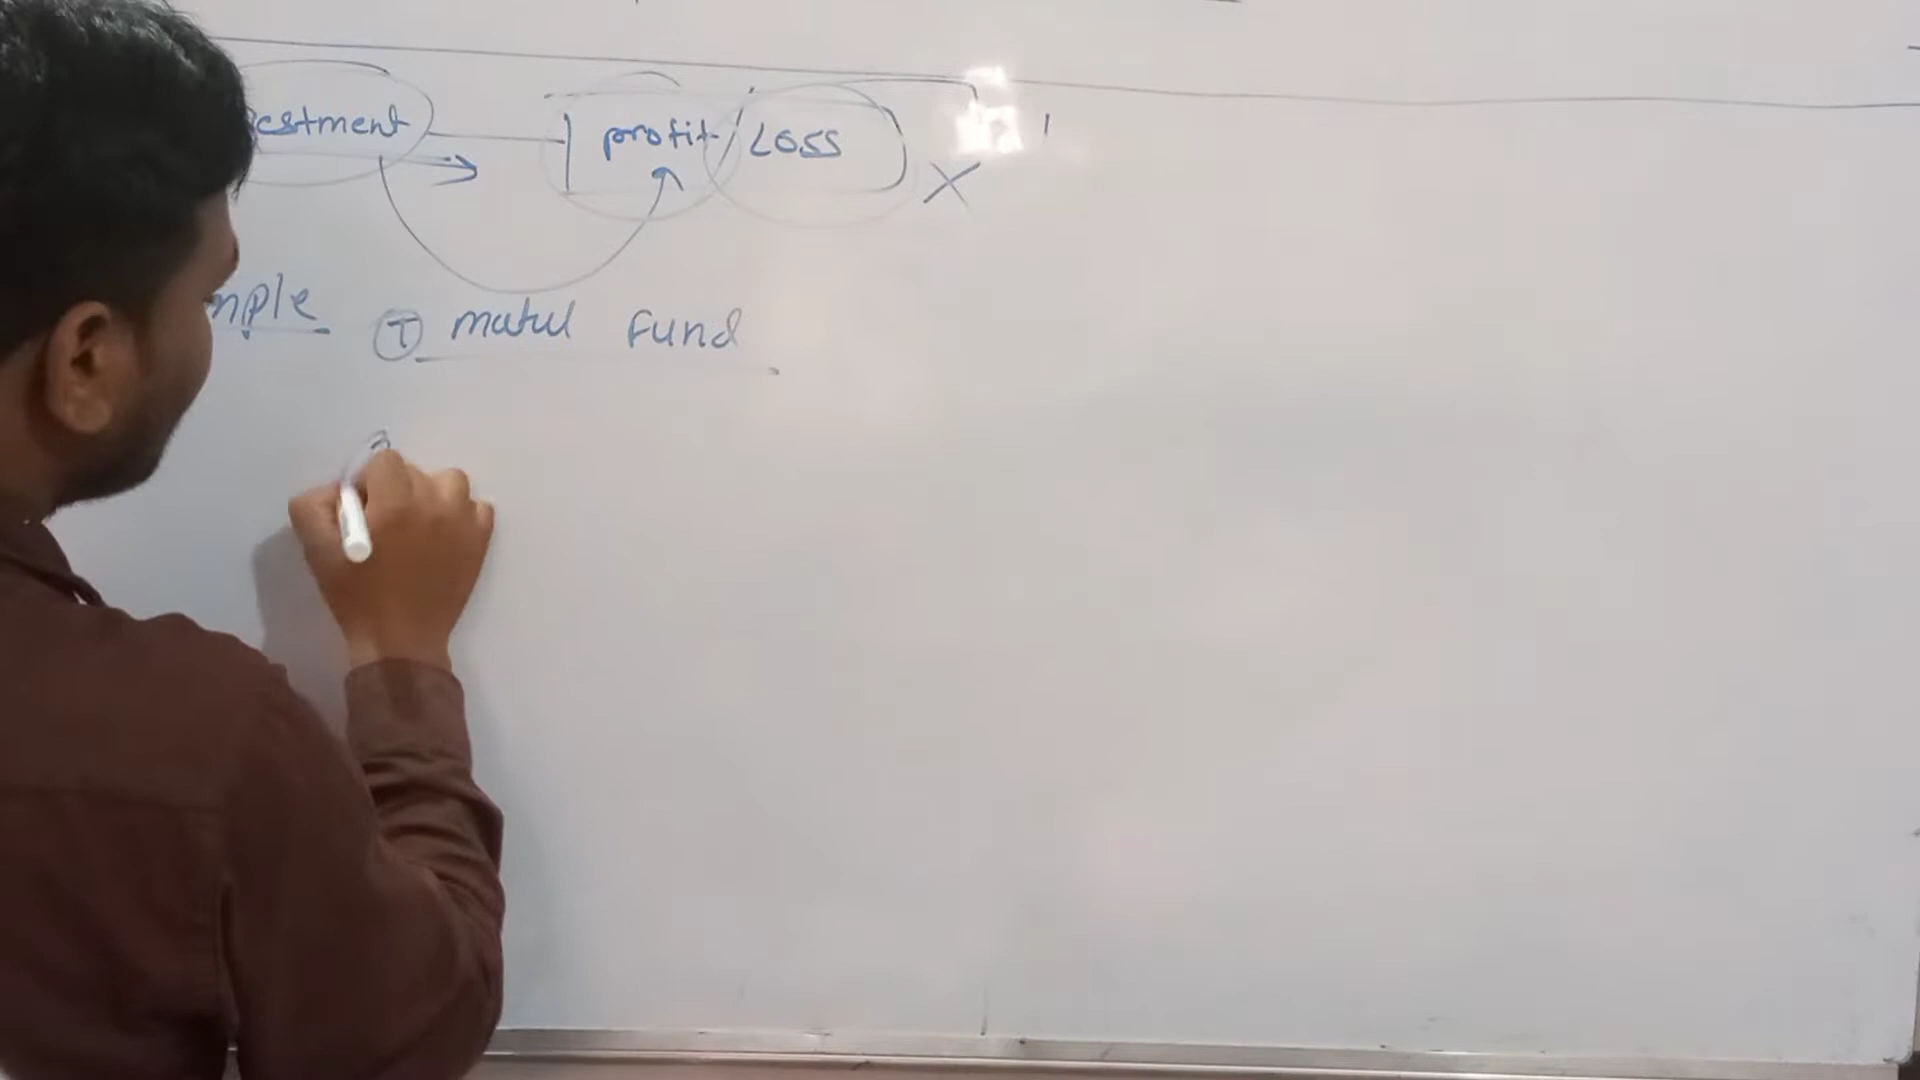 estment profit / Loss X
mple ① matul Fund